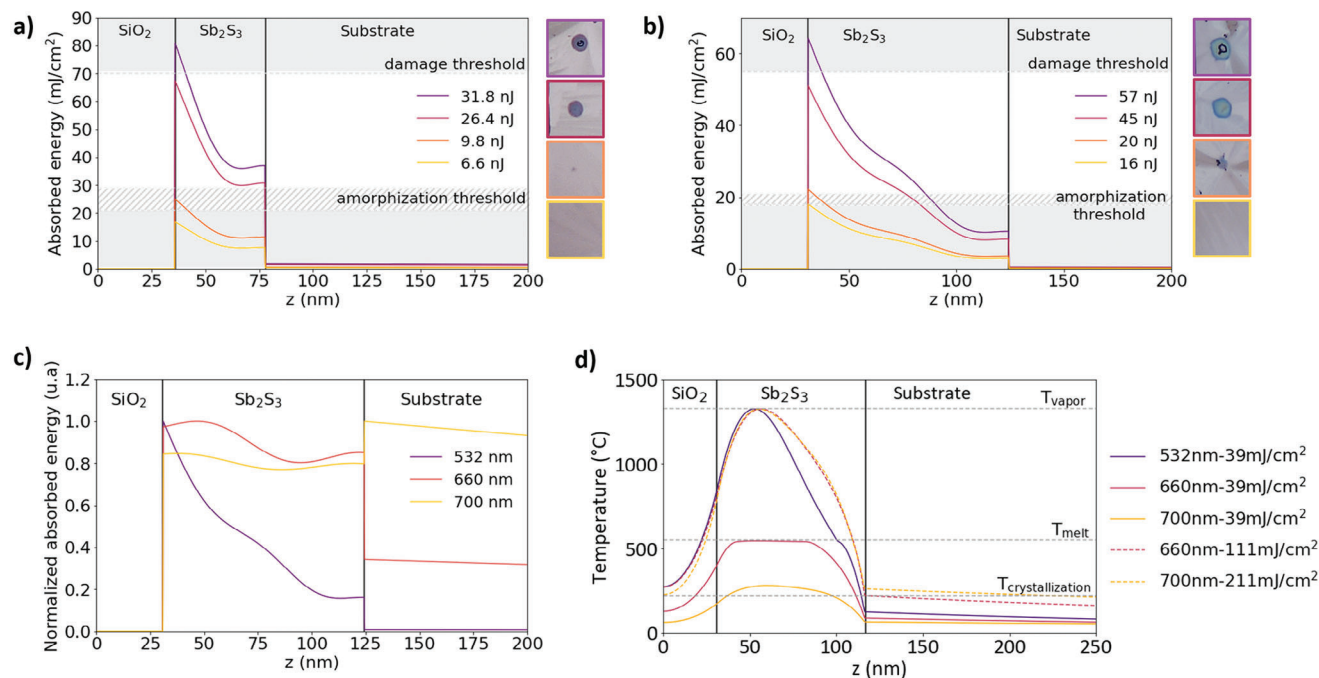 a)
SiO2
Sb2S3
Substrate
damage threshold
31.8 nJ
26.4 nJ
9.8 nJ
6.6 nJ
amorphization threshold
Absorbed energy (mJ/cm²)
90
80
70
60
50
40
30
20
10
0
0
25
50
75
100
125
150
175
200
z (nm)
b)
SiO2
Sb2S3
Substrate
damage threshold
57 nJ
45 nJ
20 nJ
16 nJ
amorphization
threshold
Absorbed energy (mJ/cm²)
60
40
20
0
0
50
100
150
200
z (nm)
c)
SiO2
Sb2S3
Substrate
532 nm
660 nm
700 nm
Normalized absorbed energy (u.a)
1.2
1.0
0.8
0.6
0.4
0.2
0.0
0
25
50
75
100
125
150
175
200
z (nm)
d)
SiO2
Sb2S3
Substrate
Tvapor
Tmelt
Tcrystallization
Temperature (°C)
1500
1000
500
0
0
50
100
150
200
250
z (nm)
532nm-39mJ/cm²
660nm-39mJ/cm²
700nm-39mJ/cm²
660nm-111mJ/cm²
700nm-211mJ/cm²